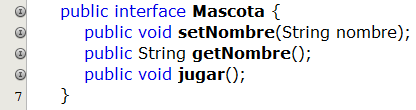 public interface Mascota {
public void setNombre(String nombre);
public String getNombre();
public void jugar();
7 }